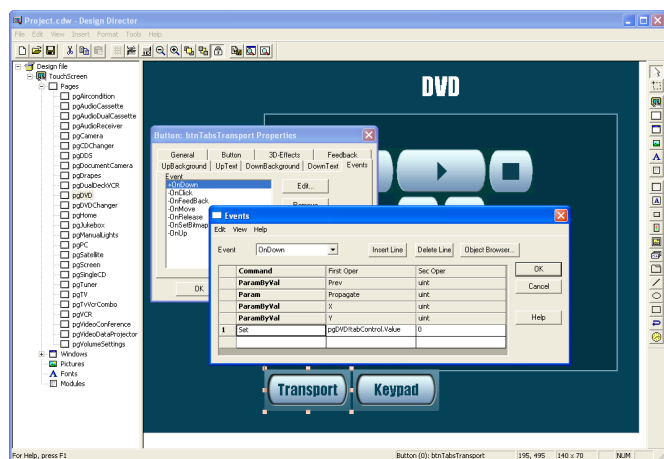 Project.cdw - Design Director
File Edit View Insert Format Tools Help
Design file
TouchScreen
Pages
pgAircondition
pgAudioCassette
pgAudioDualCassette
pgAudioReceiver
pgCamera
pgCDChanger
pgDDS
pgDocumentCamera
pgDrapes
pgDualDeckVCR
pgDVD
pgDVDChanger
pgHome
pgJukebox
pgManualLights
pgPC
pgSatellite
pgScreen
pgSingleCD
pgTuner
pgTV
pgTvVcrCombo
pgVCR
pgVideoConference
pgVideoDataProjector
pgVolumeSettings
Windows
Pictures
Fonts
Modules
DVD
Button: btnTabsTransport Properties
General Button 3D-Effects Feedback
UpBackground UpText DownBackground DownText Events
Event
+OnDown
-OnClick
-OnFeedBack
-OnMove
-OnRelease
-OnSetBitmap
-OnUp
Edit...
Remove
OK
Events
Edit View Help
Event OnDown Insert Line Delete Line Object Browser...
Command First Oper Sec Oper
ParamByVal Prev uint
Param Propagate uint
ParamByVal X uint
ParamByVal Y uint
1 Set pgDVD!tabControl.Value 0
OK
Cancel
Help
Transport Keypad
For Help, press F1 Button (0): btnTabsTransport 195, 495 140 x 70 NUM